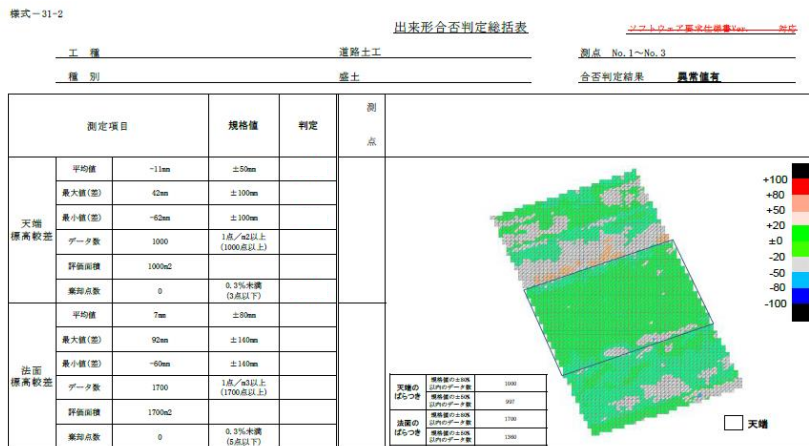 様式－31-2
出来形合否判定総括表
ソフトウェア要求仕様書Ver. 対応
工 種 道路土工 測点 No.1～No.3
種 別 盛土 合否判定結果 異常値有
測定項目 規格値 判定 測点
天端標高較差
平均値 -11mm ±50mm
最大値(差) 42mm ±100mm
最小値(差) -62mm ±100mm
データ数 1000 1点／m2以上
(1000点以上)
評価面積 1000m2
棄却点数 0 0.3%未満
(3点以下)
法面標高較差
平均値 7mm ±80mm
最大値(差) 92mm ±140mm
最小値(差) -60mm ±140mm
データ数 1700 1点／m3以上
(1700点以上)
評価面積 1700m2
棄却点数 0 0.3%未満
(5点以下)
+100
+80
+50
+20
±0
-20
-50
-80
-100
天端のばらつき
規格値の±80%以内のデータ数 1000
規格値の±50%以内のデータ数 997
法面のばらつき
規格値の±80%以内のデータ数 1700
規格値の±50%以内のデータ数 1360
天端